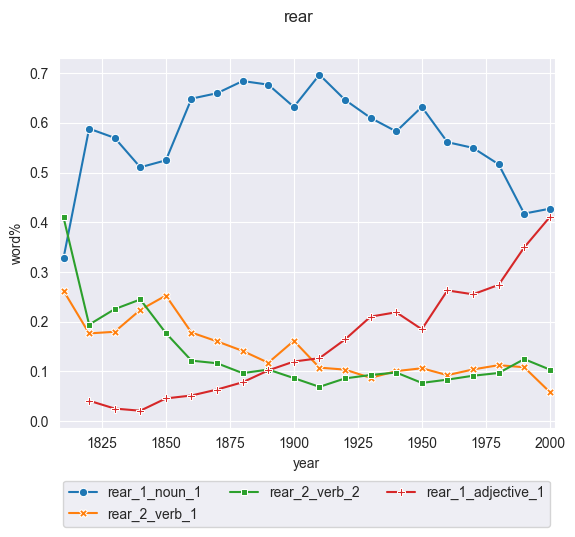 rear
0.7
0.6
0.5
0.4
0.3
0.2
0.1
0.0
word%
1825 1850 1875 1900 1925 1950 1975 2000
year
rear_1_noun_1 rear_2_verb_2 rear_1_adjective_1
rear_2_verb_1